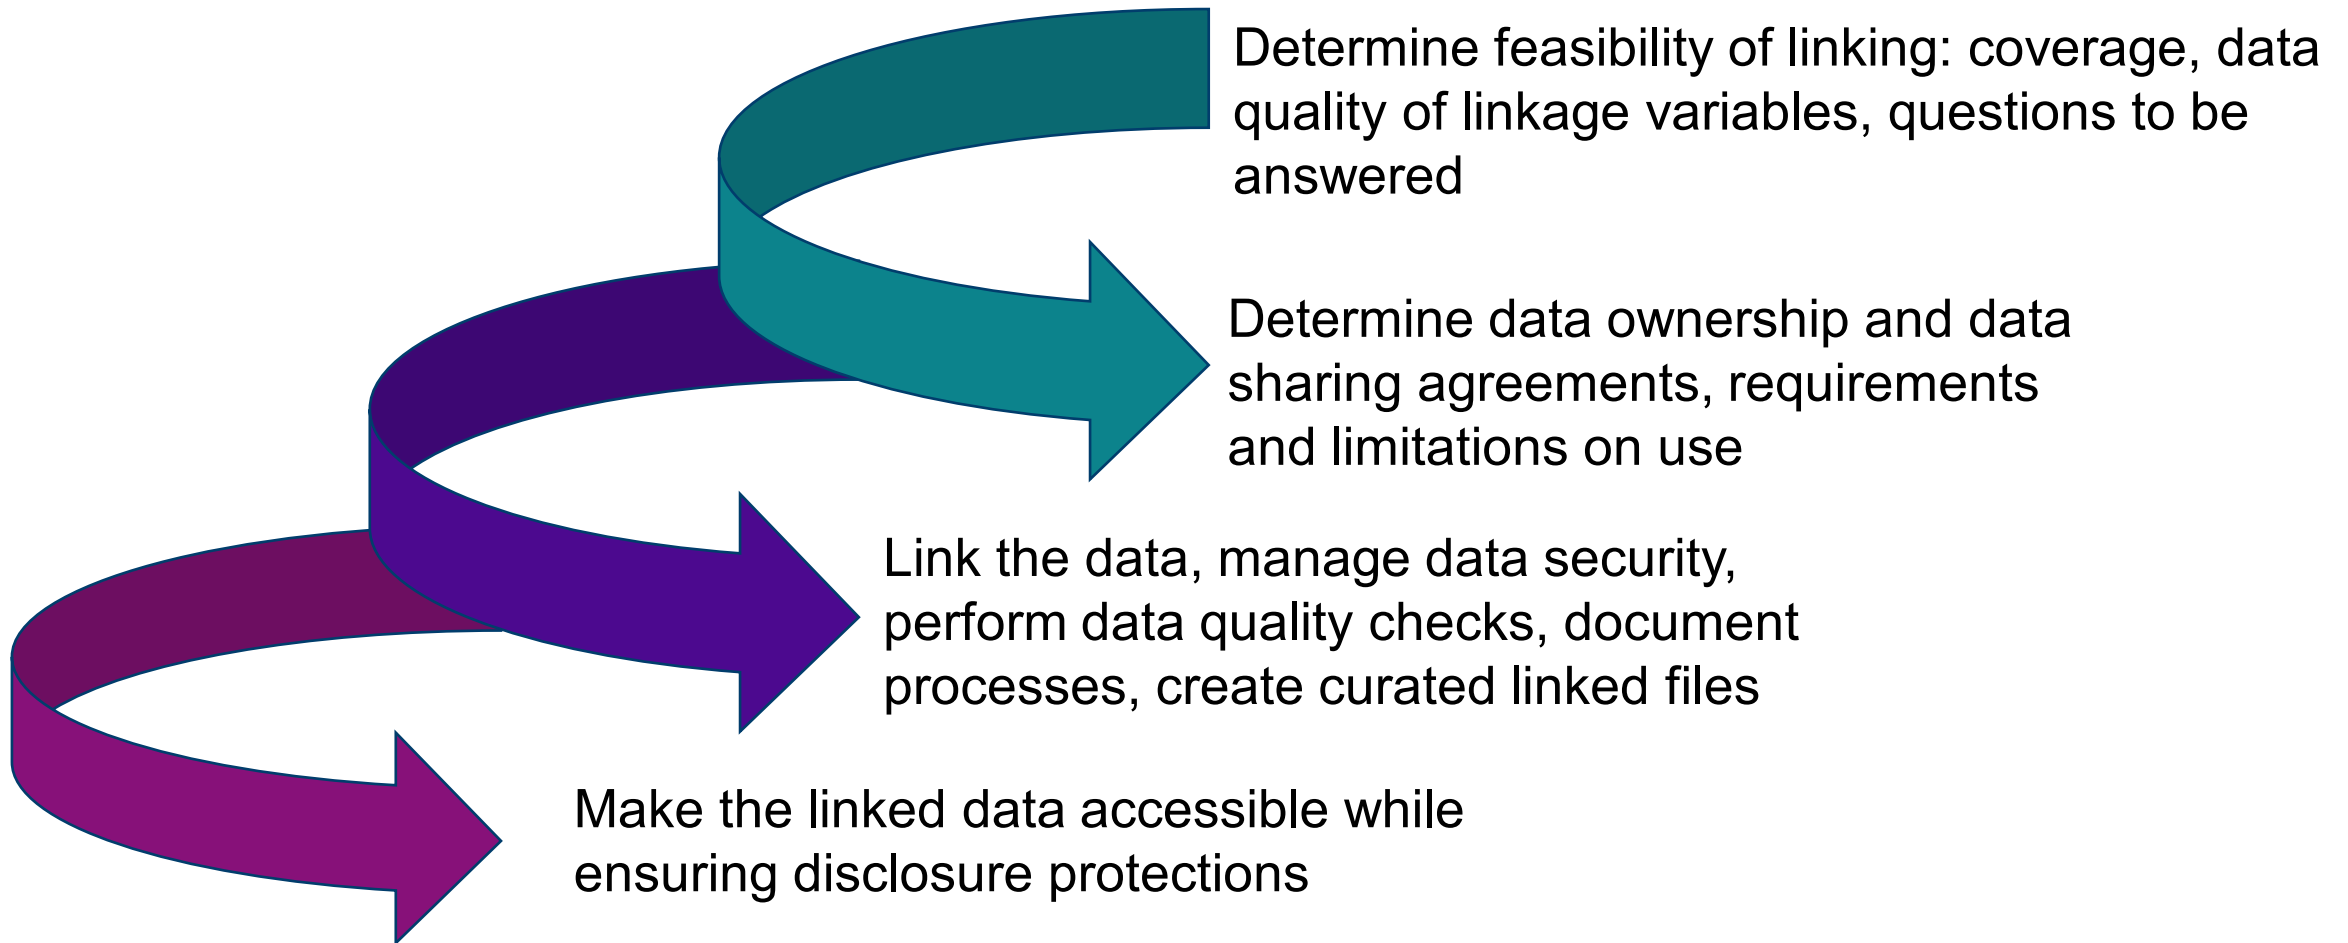 Determine feasibility of linking: coverage, data
quality of linkage variables, questions to be
answered
Determine data ownership and data
sharing agreements, requirements
and limitations on use
Link the data, manage data security,
perform data quality checks, document
processes, create curated linked files
Make the linked data accessible while
ensuring disclosure protections